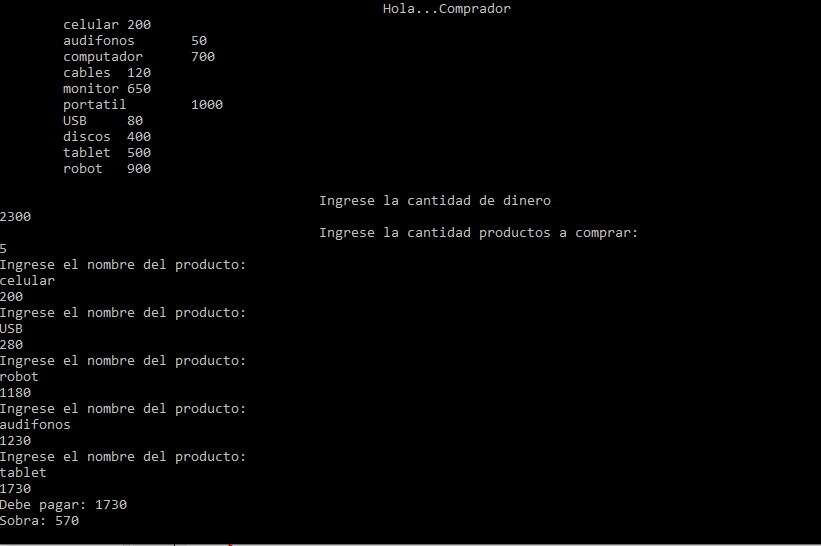 Hola...Comprador
celular 200
audifonos 50
computador 700
cables 120
monitor 650
portatil 1000
USB 80
discos 400
tablet 500
robot 900
Ingrese la cantidad de dinero
2300
Ingrese la cantidad productos a comprar:
5
Ingrese el nombre del producto:
celular
200
Ingrese el nombre del producto:
USB
280
Ingrese el nombre del producto:
robot
1180
Ingrese el nombre del producto:
audifonos
1230
Ingrese el nombre del producto:
tablet
1730
Debe pagar: 1730
Sobra: 570